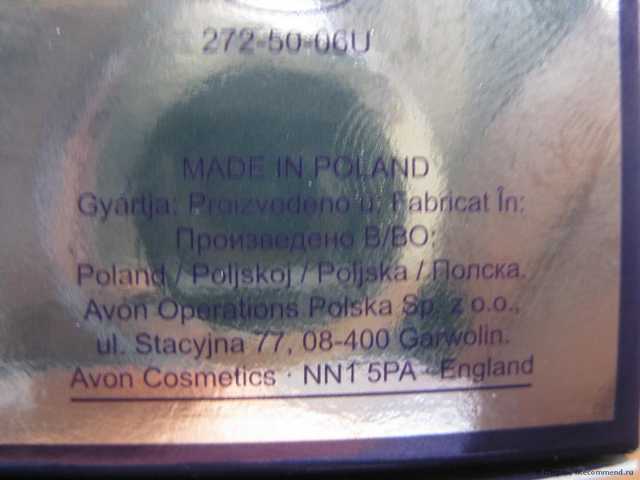 272-50-06U
MADE IN POLAND
Gyártja: Proizvedeno u: Fabricat În:
Произведено В/ВО:
Poland / Poljskoj / Poljska / Полска.
Avon Operations Polska Sp. z o.o.,
ul. Stacyjna 77, 08-400 Garwolin.
Avon Cosmetics · NN1 5PA · England